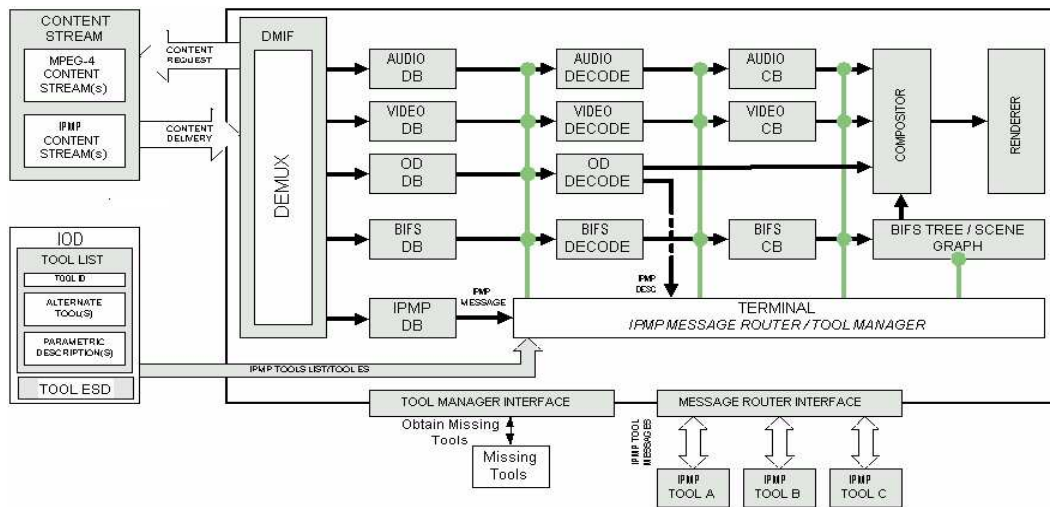 CONTENT
STREAM
MPEG-4
CONTENT
STREAM(s)
IPMP
CONTENT
STREAM(s)
CONTENT
REQUEST
CONTENT
DELIVERY
DMIF
DEMUX
AUDIO
DB
AUDIO
DECODE
AUDIO
CB
VIDEO
DB
VIDEO
DECODE
VIDEO
CB
OD
DB
OD
DECODE
BIFS
DB
BIFS
DECODE
BIFS
CB
COMPOSITOR
RENDERER
BIFS TREE / SCENE
GRAPH
IPMP
DB
IPMP
MESSAGE
IPMP
DESC
TERMINAL
IPMP MESSAGE ROUTER / TOOL MANAGER
IOD
TOOL LIST
TOOL ID
ALTERNATE
TOOL(S)
PARAMETRIC
DESCRIPTION(S)
TOOL ESD
IPMP TOOLS LIST/TOOL ES
TOOL MANAGER INTERFACE
MESSAGE ROUTER INTERFACE
Obtain Missing
Tools
Missing
Tools
IPMP TOOL
MESSAGES
IPMP
TOOL A
IPMP
TOOL B
IPMP
TOOL C